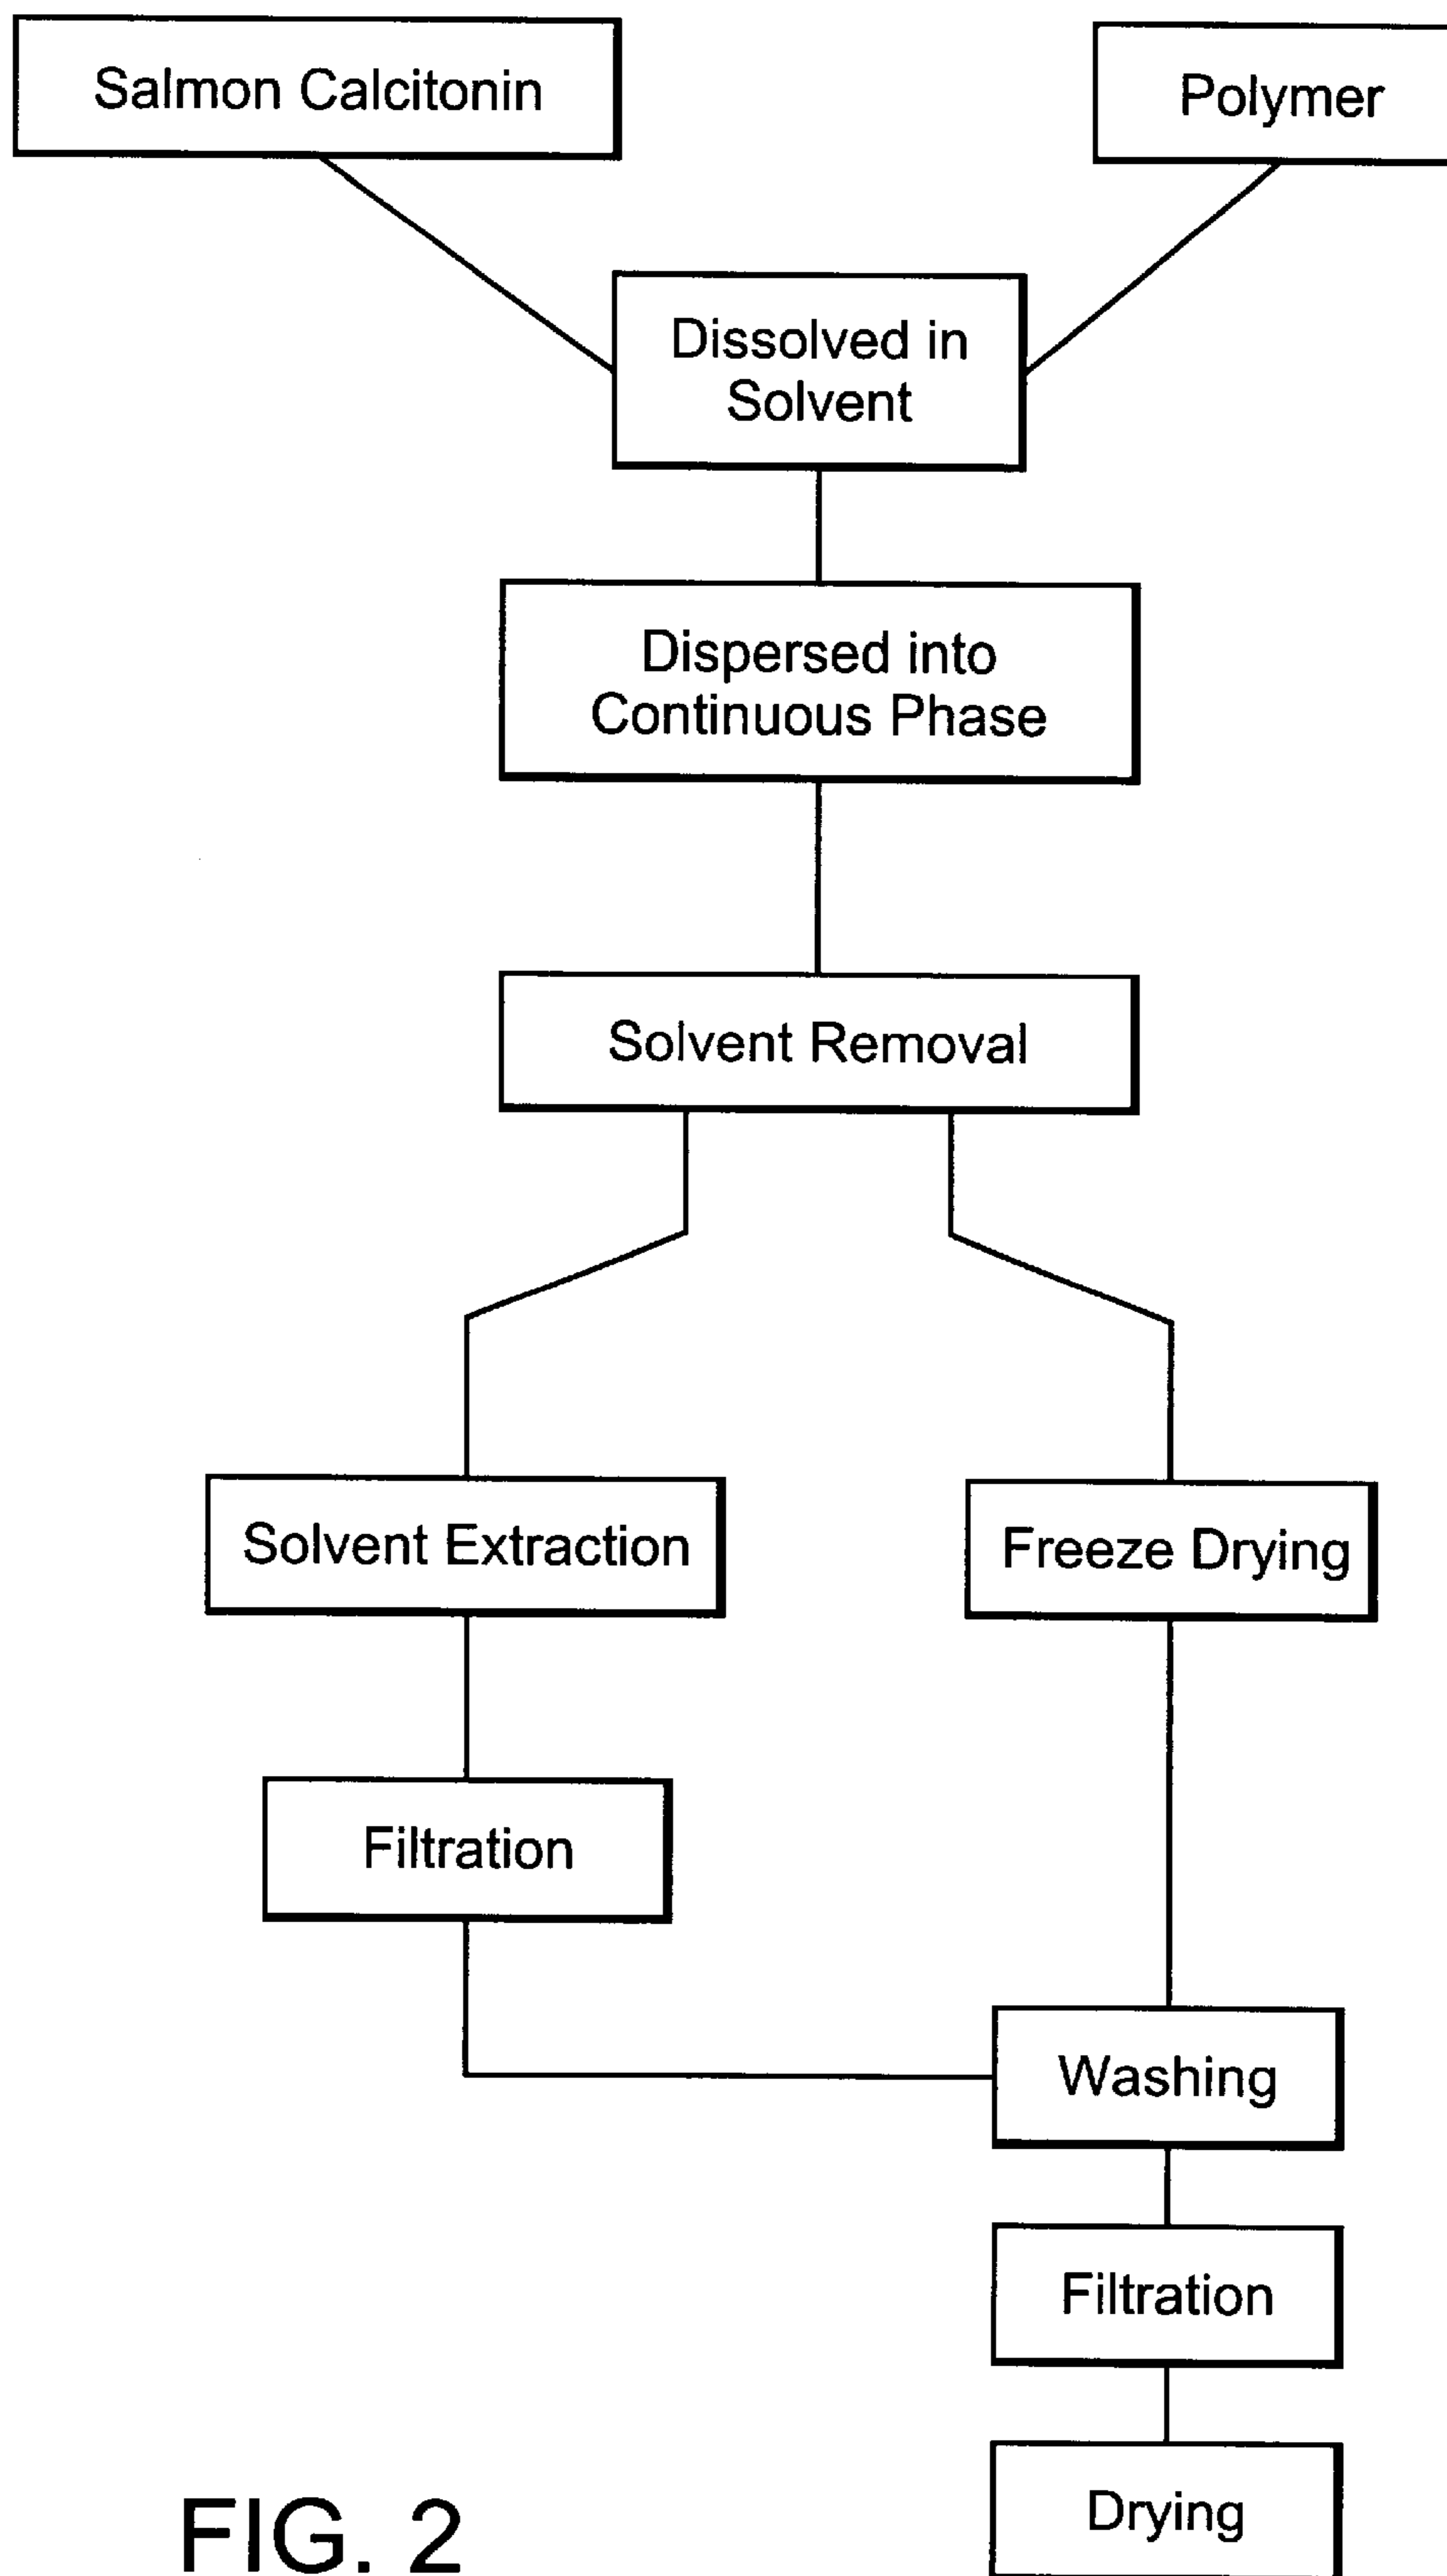 Salmon Calcitonin
Polymer
Dissolved in
Solvent
Dispersed into
Continuous Phase
Solvent Removal
Solvent Extraction
Freeze Drying
Filtration
Washing
Filtration
Drying
FIG. 2